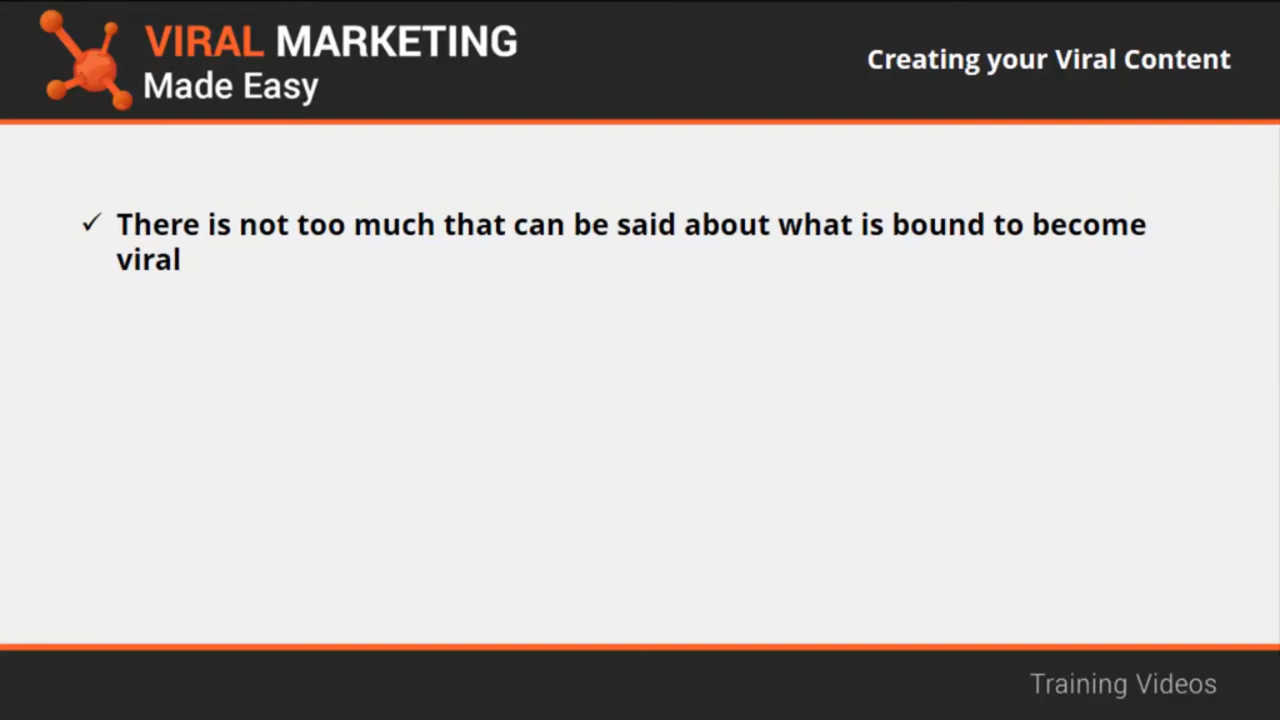 VIRAL MARKETING
Made Easy
Creating your Viral Content
✓ There is not too much that can be said about what is bound to become
viral
Training Videos